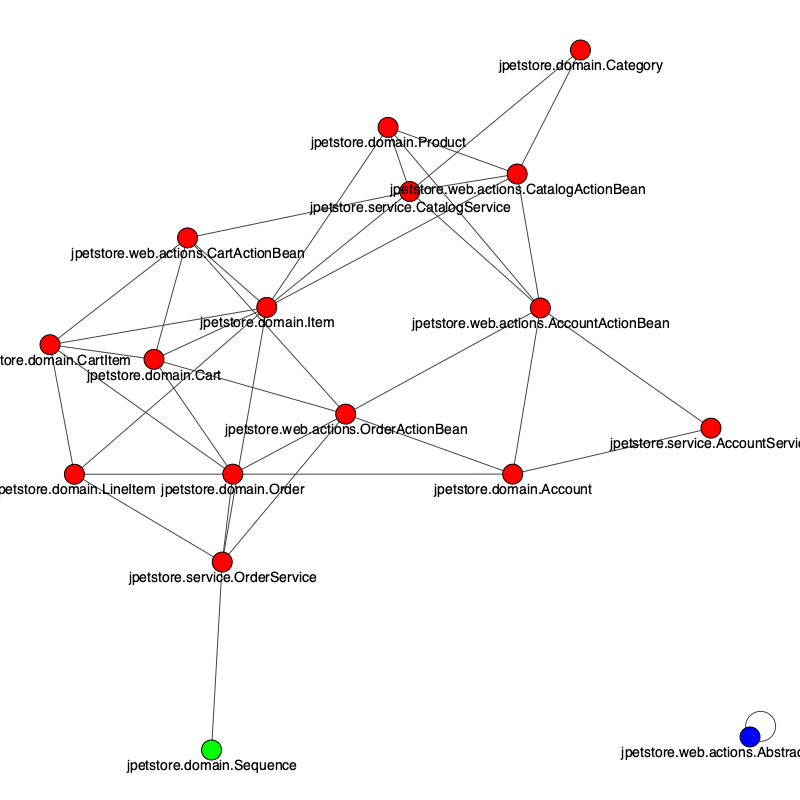 jpetstore.domain.Category
jpetstore.domain.Product
jpetstore.web.actions.CatalogActionBean
jpetstore.service.CatalogService
jpetstore.web.actions.CartActionBean
jpetstore.domain.Item
jpetstore.web.actions.AccountActionBean
tore.domain.CartItem
jpetstore.domain.Cart
jpetstore.web.actions.OrderActionBean
jpetstore.service.AccountServi
petstore.domain.LineItem
jpetstore.domain.Order
jpetstore.domain.Account
jpetstore.service.OrderService
jpetstore.web.actions.Abstrac
jpetstore.domain.Sequence